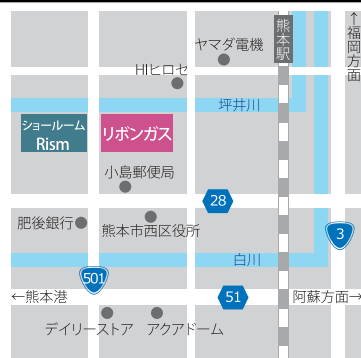 ↑福岡方面
熊本駅
ヤマダ電機
HIヒロセ
坪井川
ショールーム
Rism
リボンガス
小島郵便局
28
肥後銀行
熊本市西区役所
3
白川
501
←熊本港
51
阿蘇方面→
デイリーストア
アクアドーム